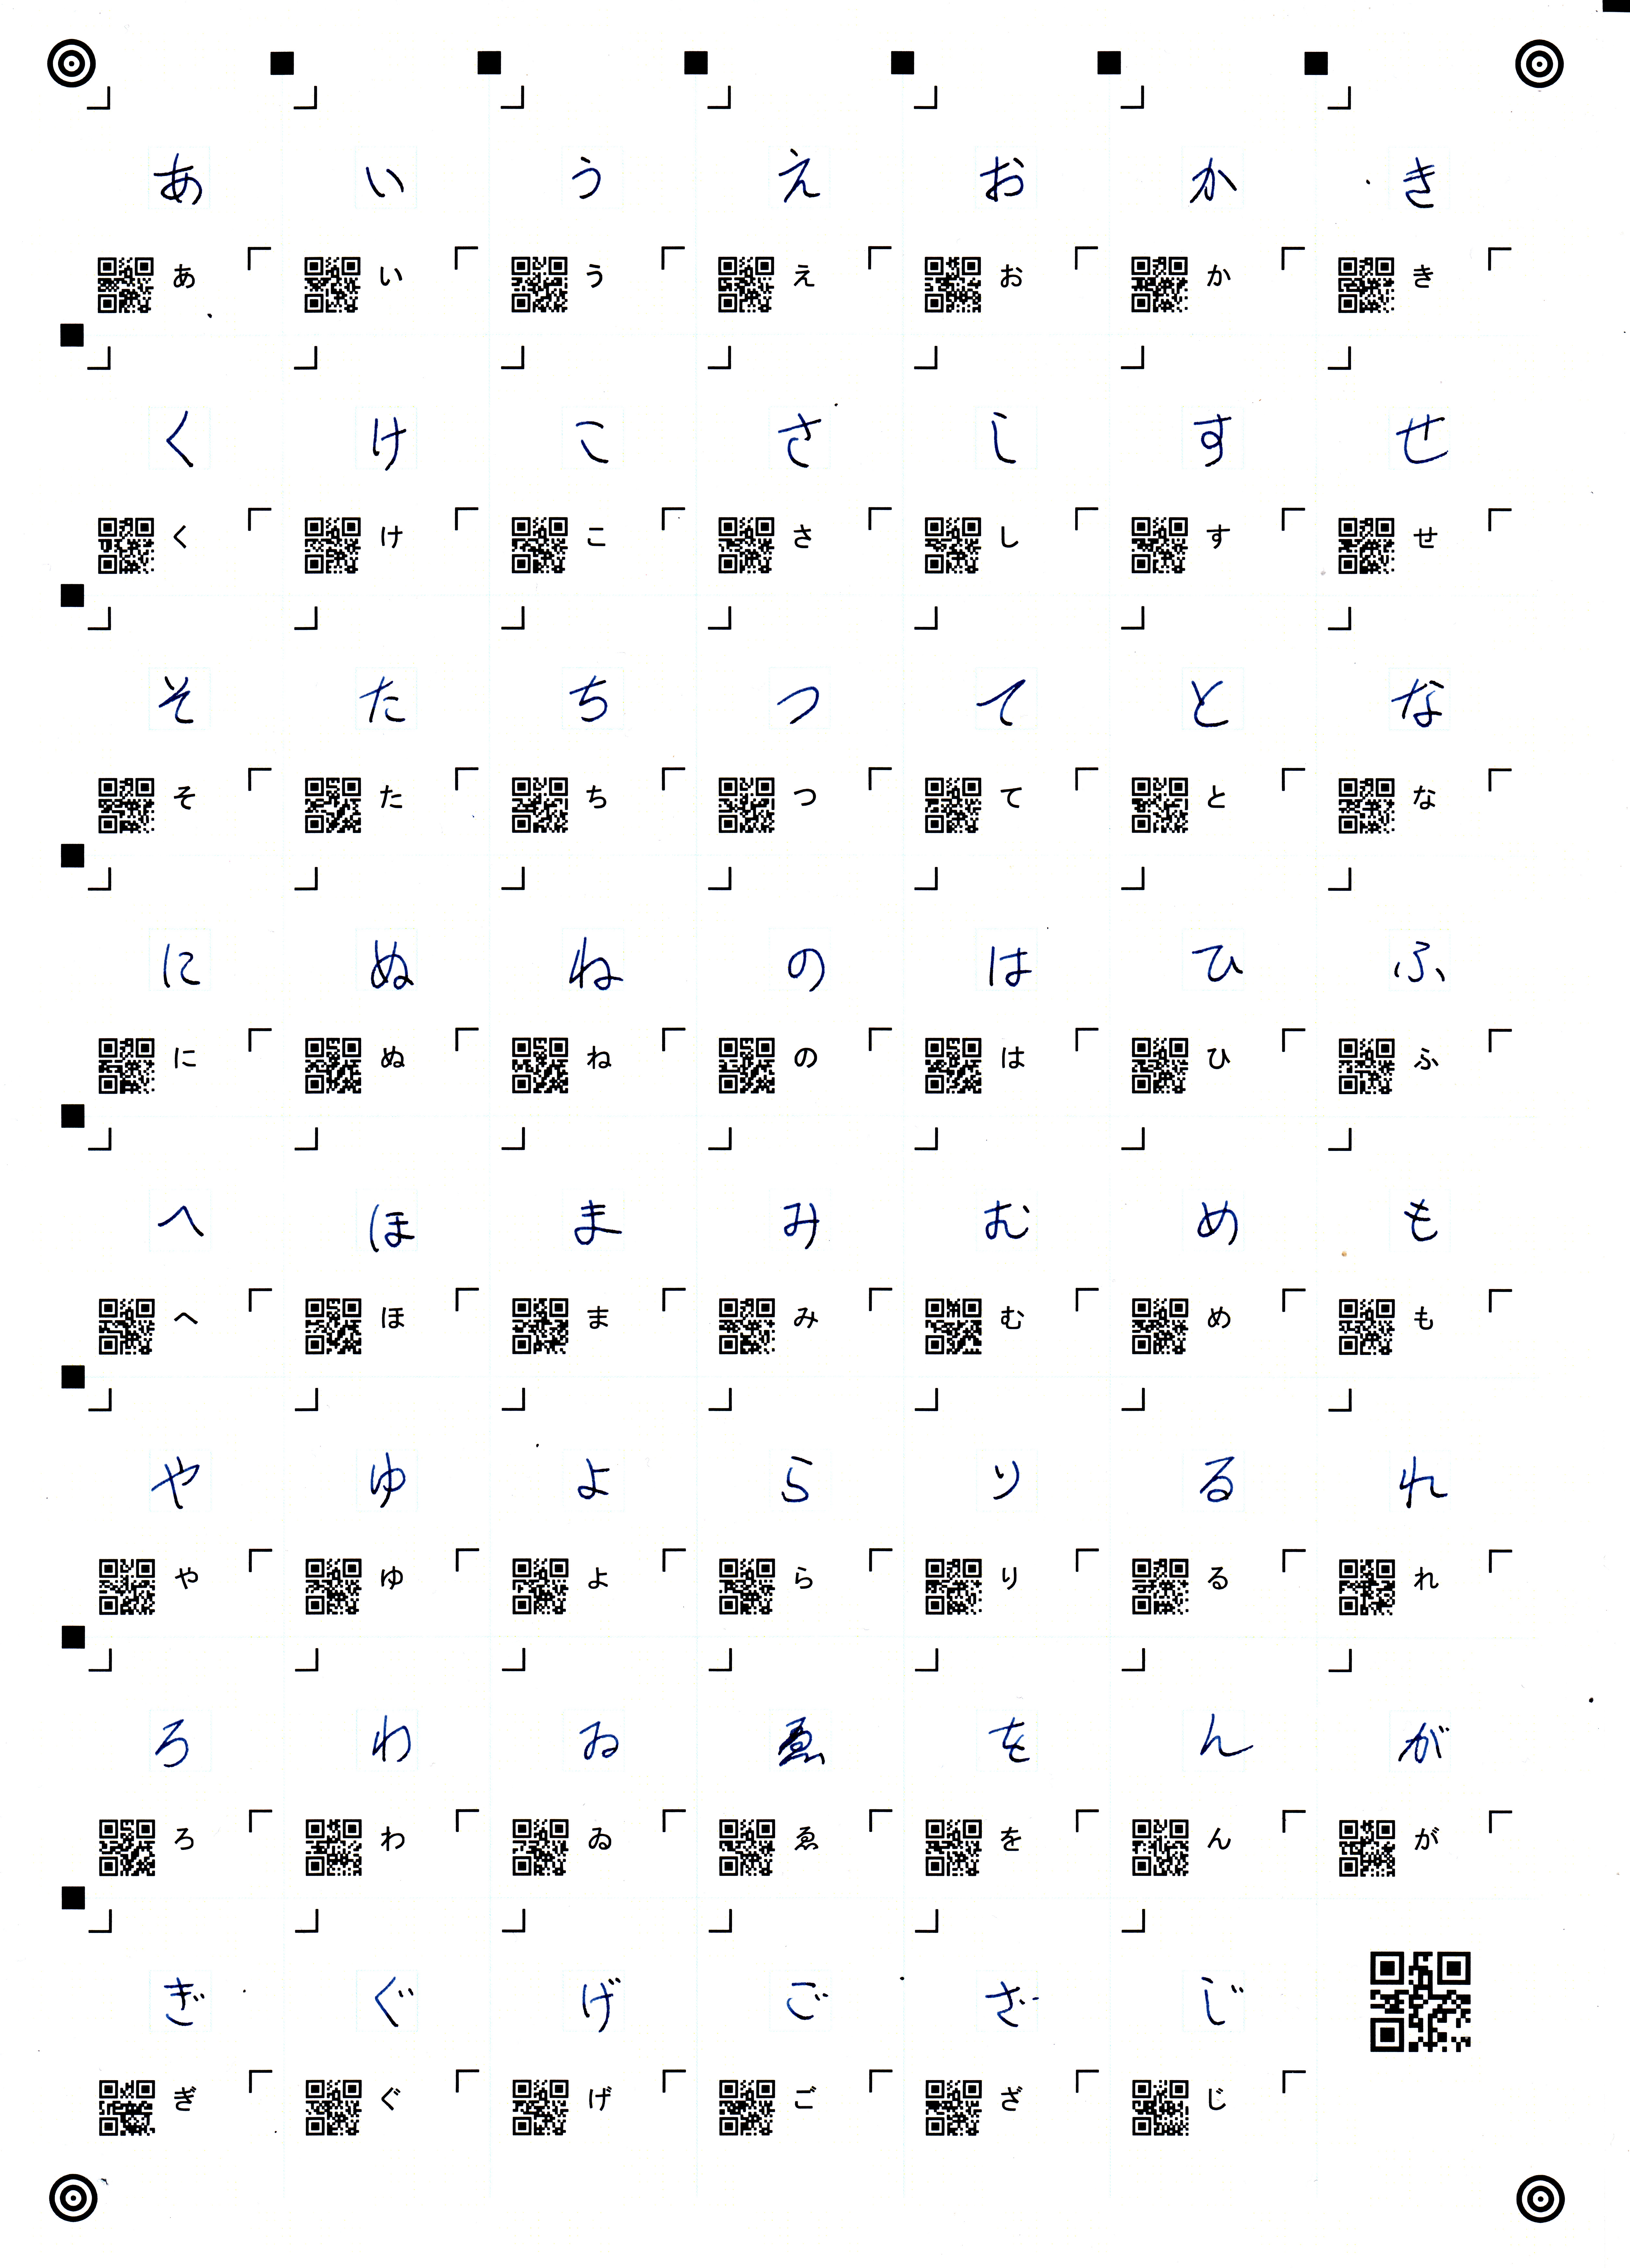 あ い う え お か き
あ い う え お か き
く け こ さ し す せ
く け こ さ し す せ
そ た ち つ て と な
そ た ち つ て と な
に ぬ ね の は ひ ふ
に ぬ ね の は ひ ふ
へ ほ ま み む め も
へ ほ ま み む め も
や ゆ よ ら り る れ
や ゆ よ ら り る れ
ろ わ ゐ ゑ を ん が
ろ わ ゐ ゑ を ん が
ぎ ぐ げ ご ざ じ
ぎ ぐ げ ご ざ じ